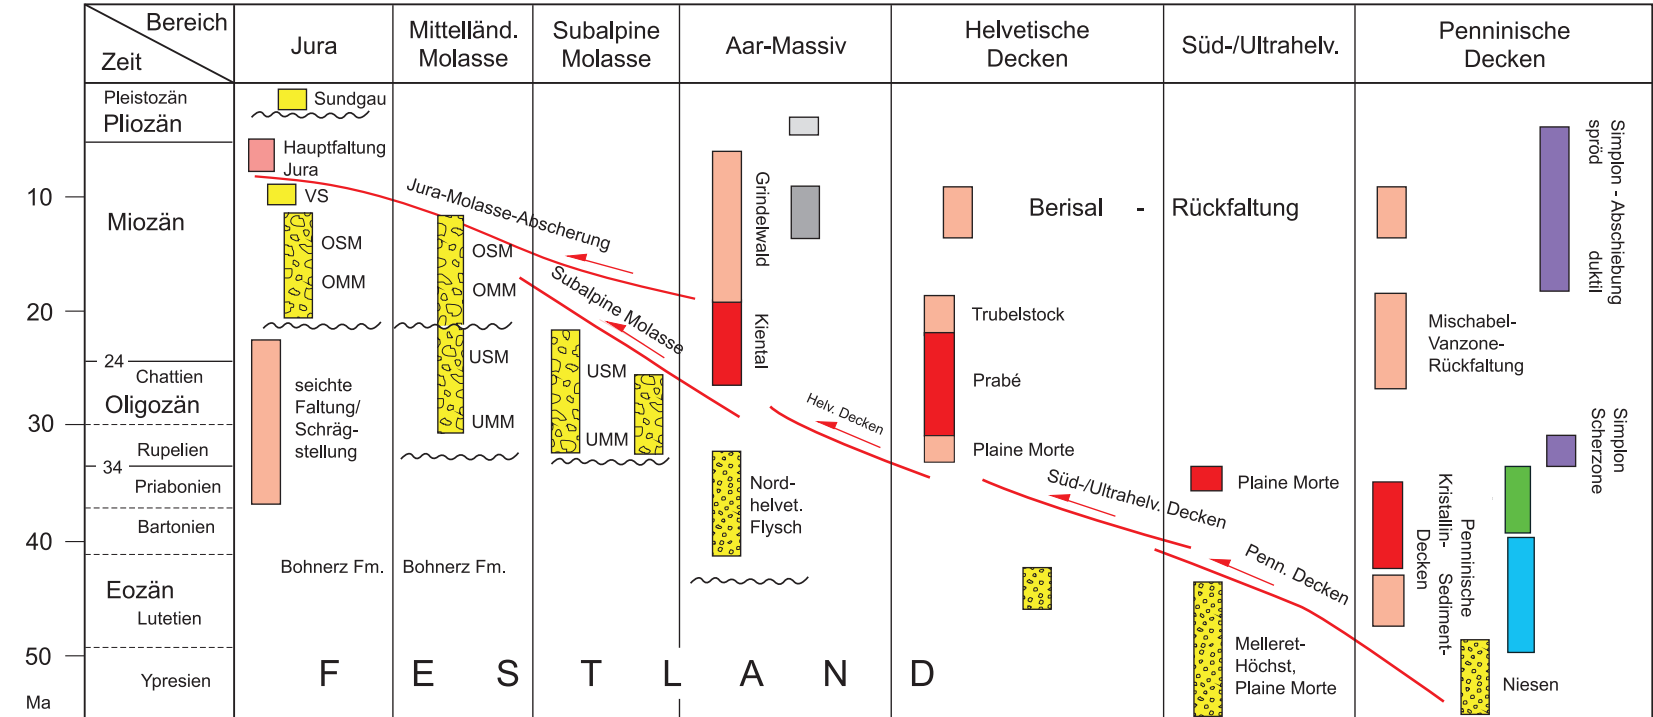 Bereich
Zeit
Jura
Mittelländ.
Molasse
Subalpine
Molasse
Aar-Massiv
Helvetische
Decken
Süd-/Ultrahelv.
Penninische
Decken
Pleistozän
Pliozän
10
Miozän
20
24
Chattien
Oligozän
30
Rupelien
34
Priabonien
Bartonien
40
Eozän
Lutetien
50
Ypresien
Ma
Sundgau
Hauptfaltung
Jura
VS
OSM
OMM
seichte
Faltung/
Schräg-
stellung
Bohnerz Fm.
Jura-Molasse-Abscherung
OSM
OMM
USM
UMM
Bohnerz Fm.
Subalpine Molasse
USM
UMM
Grindelwald
Kiental
Nord-
helvet.
Flysch
Helv. Decken
Berisal - Rückfaltung
Trubelstock
Prabé
Plaine Morte
Süd-/Ultrahelv. Decken
Plaine Morte
Penn. Decken
Melleret-
Höchst,
Plaine Morte
Simplon - Abschiebung
spröd duktil
Mischabel-
Vanzone-
Rückfaltung
Simplon
Scherzone
Penninische
Kristallin- Sediment-
Decken
Niesen
F E S T L A N D